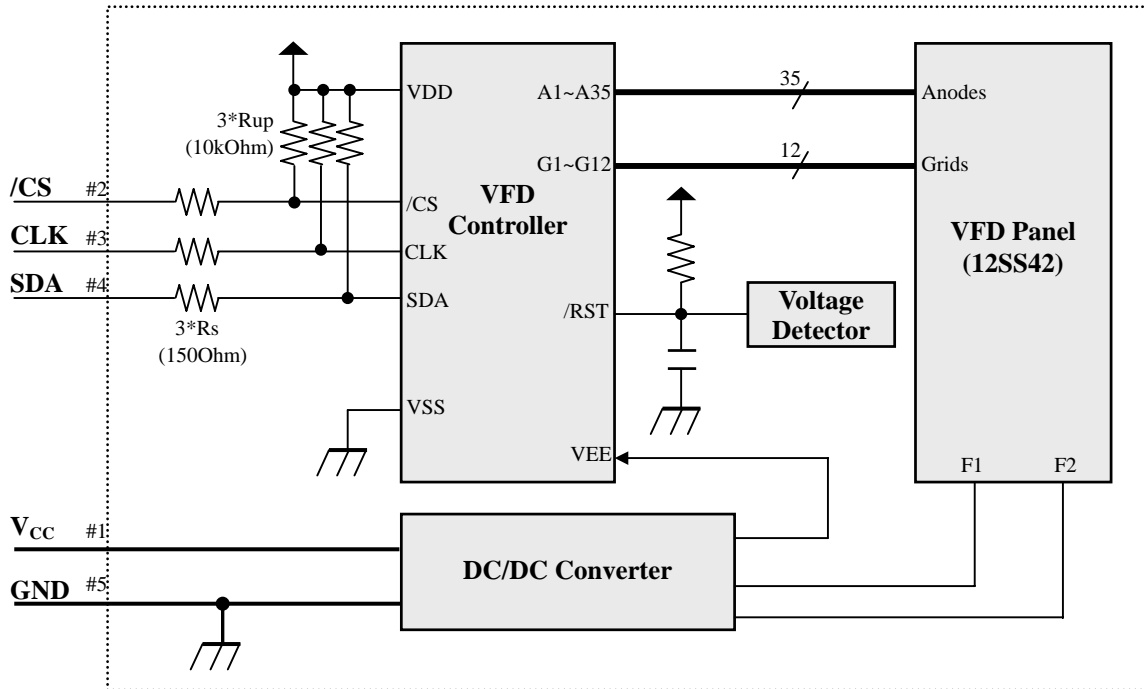 VDD
A1~A35
35
Anodes
3*Rup
(10kOhm)
G1~G12
12
Grids
/CS #2
VFD
Controller
/CS
CLK #3
CLK
VFD Panel
(12SS42)
SDA #4
SDA
/RST
Voltage
Detector
3*Rs
(150Ohm)
VSS
VEE
F1
F2
VCC #1
DC/DC Converter
GND #5